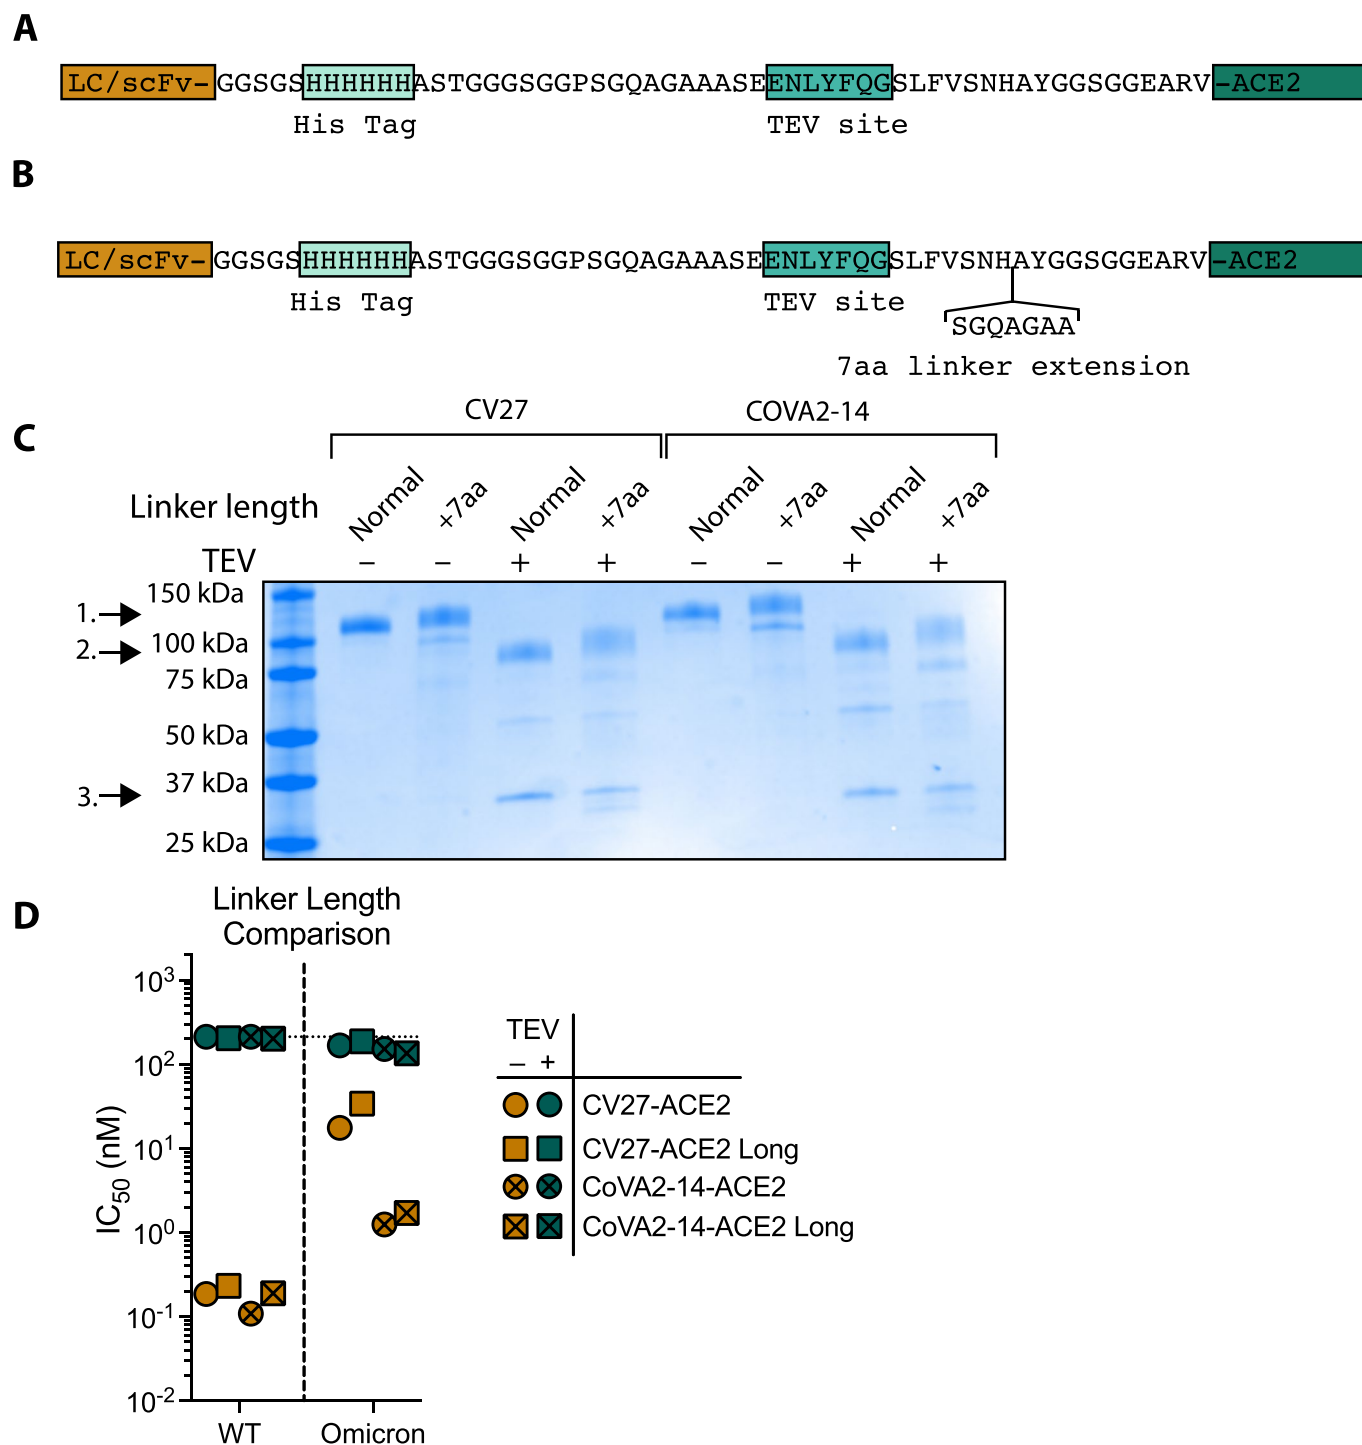 A
LC/scFv-GGSGSHHHHHHASTGGGSGGPSGQAGAAASEENLYFQGSLFVSNHAYGGSGGEARV-ACE2
His Tag TEV site
B
LC/scFv-GGSGSHHHHHHASTGGGSGGPSGQAGAAASEENLYFQGSLFVSNHAYGGSGGEARV-ACE2
His Tag TEV site
SGQAGAA
7aa linker extension
C
CV27 COVA2-14
Linker length Normal +7aa Normal +7aa Normal +7aa Normal +7aa
TEV – – + + – – + +
150 kDa
1.
100 kDa
2.
75 kDa
50 kDa
37 kDa
3.
25 kDa
D
Linker Length
Comparison
10³
10²
10¹
10⁰
10⁻¹
10⁻²
IC₅₀ (nM)
WT Omicron
TEV
– +
CV27-ACE2
CV27-ACE2 Long
CoVA2-14-ACE2
CoVA2-14-ACE2 Long